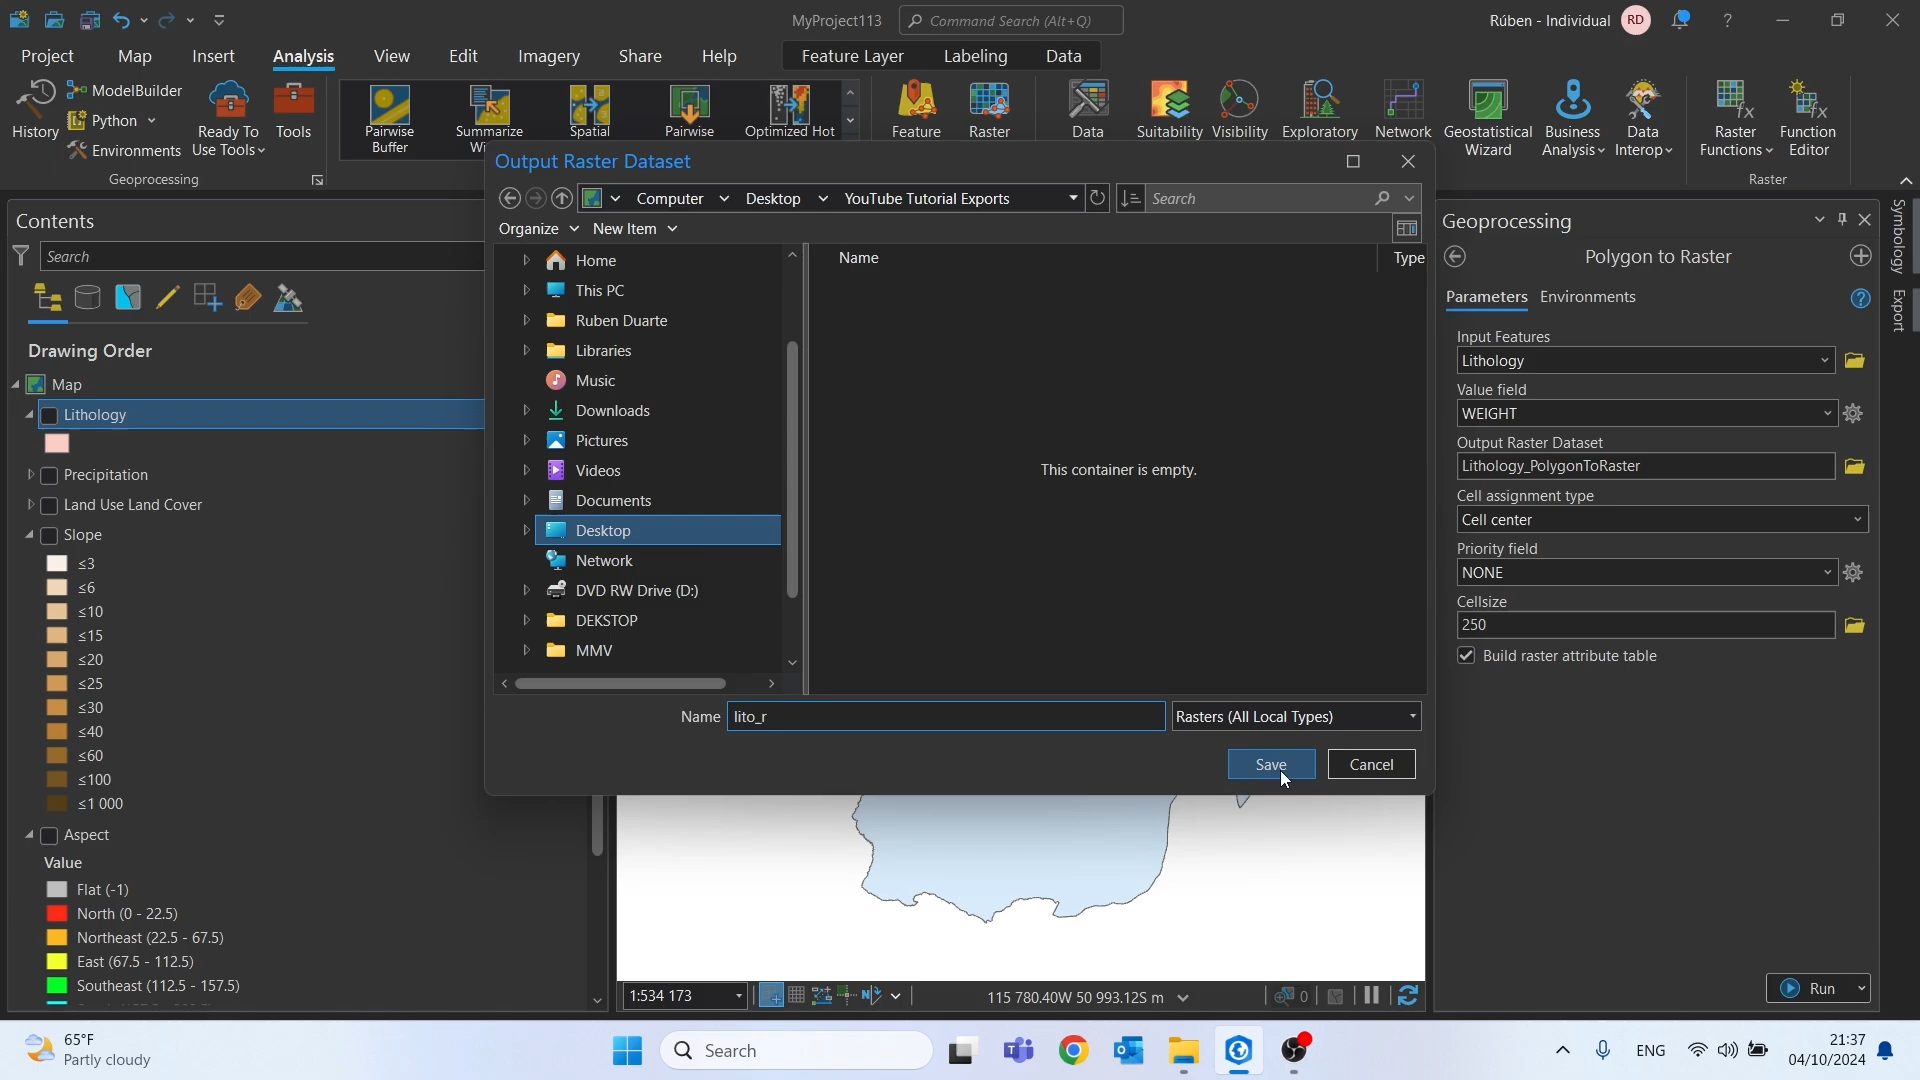 MyProject113
Command Search (Alt+Q)
Rúben - Individual
RD
?
Project
Map
Insert
Analysis
View
Edit
Imagery
Share
Help
Feature Layer
Labeling
Data
History
ModelBuilder
Python
Environments
Ready To
Use Tools
Tools
Geoprocessing
Pairwise
Buffer
Summarize
Spatial
Pairwise
Optimized Hot
Feature
Raster
Data
Suitability
Visibility
Exploratory
Network
Geostatistical
Wizard
Business
Analysis
Data
Interop
Raster
Functions
Function
Editor
Raster
Contents
Search
Drawing Order
Map
Lithology
Precipitation
Land Use Land Cover
Slope
≤3
≤6
≤10
≤15
≤20
≤25
≤30
≤40
≤60
≤100
≤1 000
Aspect
Value
Flat (-1)
North (0 - 22.5)
Northeast (22.5 - 67.5)
East (67.5 - 112.5)
Southeast (112.5 - 157.5)
Output Raster Dataset
Computer
Desktop
YouTube Tutorial Exports
Search
Organize
New Item
Home
This PC
Ruben Duarte
Libraries
Music
Downloads
Pictures
Videos
Documents
Desktop
Network
DVD RW Drive (D:)
DEKSTOP
MMV
Name
Type
This container is empty.
Name
lito_r
Rasters (All Local Types)
Save
Cancel
1:534 173
115 780.40W 50 993.12S m
0
Geoprocessing
Polygon to Raster
Parameters
Environments
Input Features
Lithology
Value field
WEIGHT
Output Raster Dataset
Lithology_PolygonToRaster
Cell assignment type
Cell center
Priority field
NONE
Cellsize
250
Build raster attribute table
Run
Symbology
Export
65°F
Partly cloudy
Search
ENG
21:37
04/10/2024